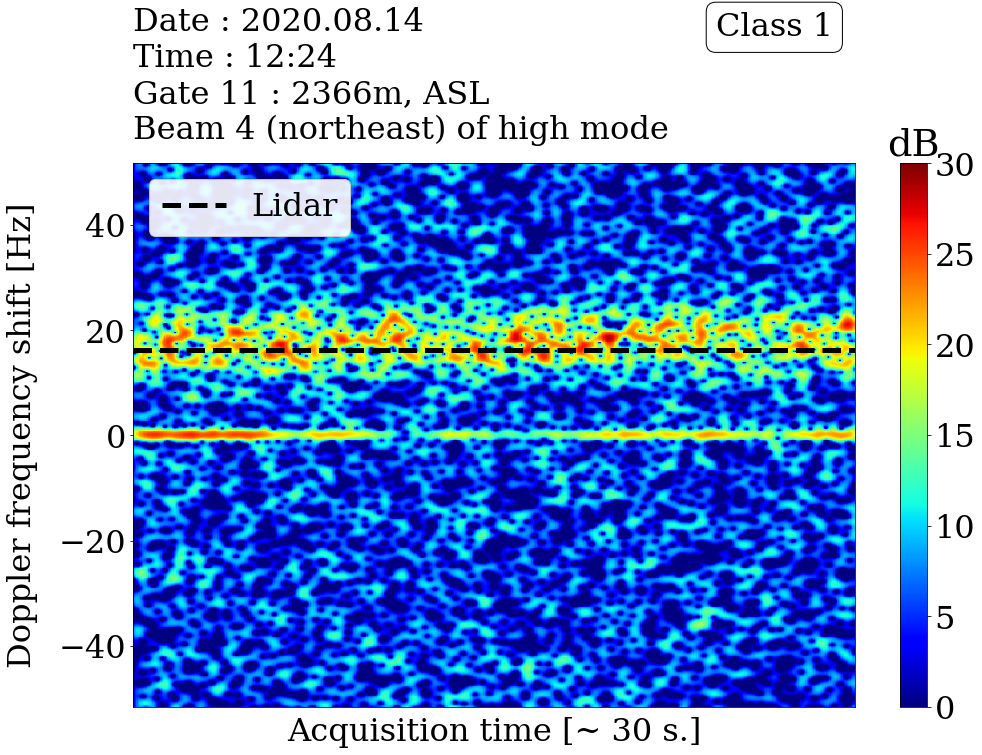 Date : 2020.08.14
Time : 12:24
Gate 11 : 2366m, ASL
Beam 4 (northeast) of high mode
Class 1
dB
Lidar
Doppler frequency shift [Hz]
40
20
0
−20
−40
Acquisition time [~ 30 s.]
30
25
20
15
10
5
0